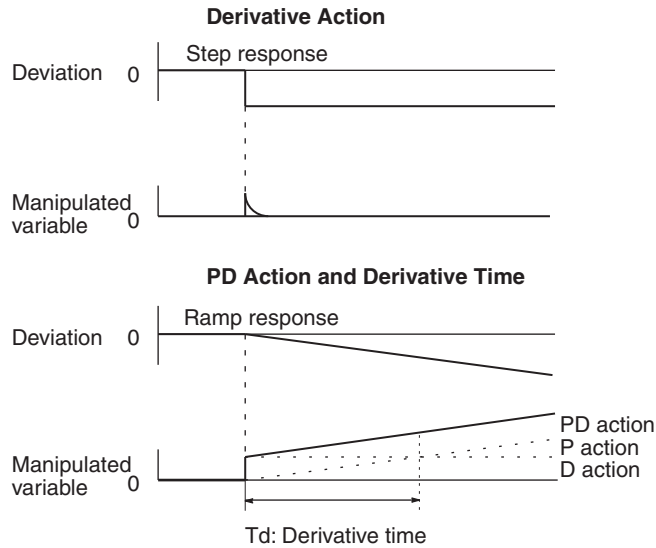 Derivative Action
Step response
Deviation 0
Manipulated
variable 0
PD Action and Derivative Time
Ramp response
Deviation 0
PD action
P action
Manipulated
variable 0
D action
Td: Derivative time